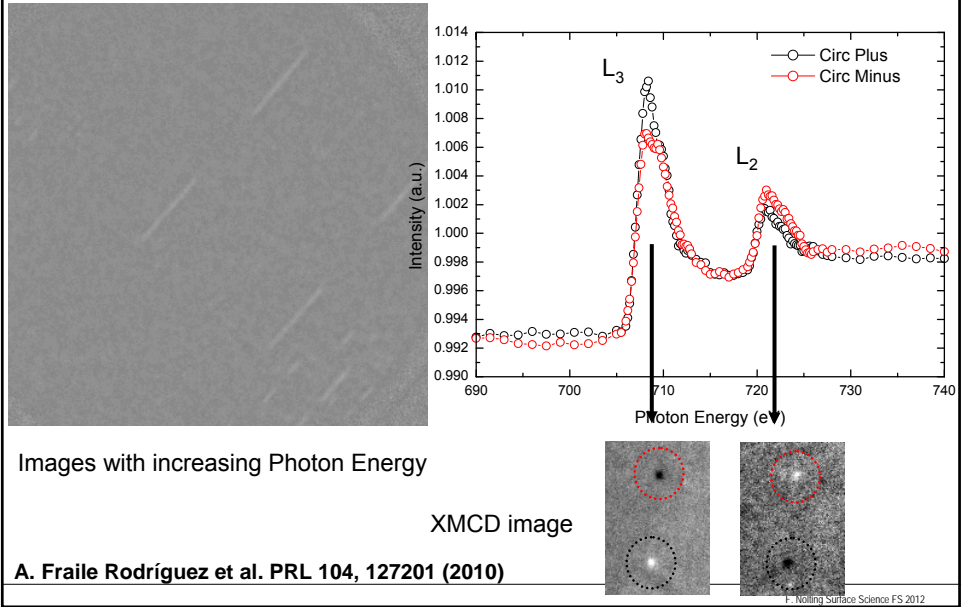 1.014
1.012
1.010
1.008
1.006
1.004
1.002
1.000
0.998
0.996
0.994
0.992
0.990
Intensity (a.u.)
L3
L2
Circ Plus
Circ Minus
690 700 710 720 730 740
Photon Energy (eV)
Images with increasing Photon Energy
XMCD image
A. Fraile Rodríguez et al. PRL 104, 127201 (2010)
F. Nolting Surface Science FS 2012